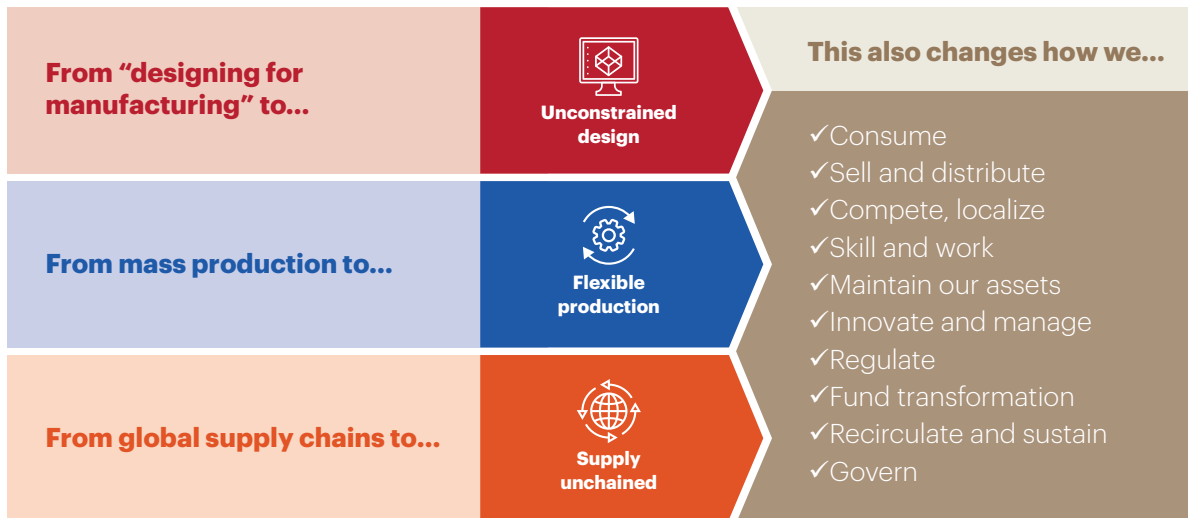 From “designing for
manufacturing” to...
Unconstrained
design
From mass production to...
Flexible
production
From global supply chains to...
Supply
unchained
This also changes how we...
✓Consume
✓Sell and distribute
✓Compete, localize
✓Skill and work
✓Maintain our assets
✓Innovate and manage
✓Regulate
✓Fund transformation
✓Recirculate and sustain
✓Govern